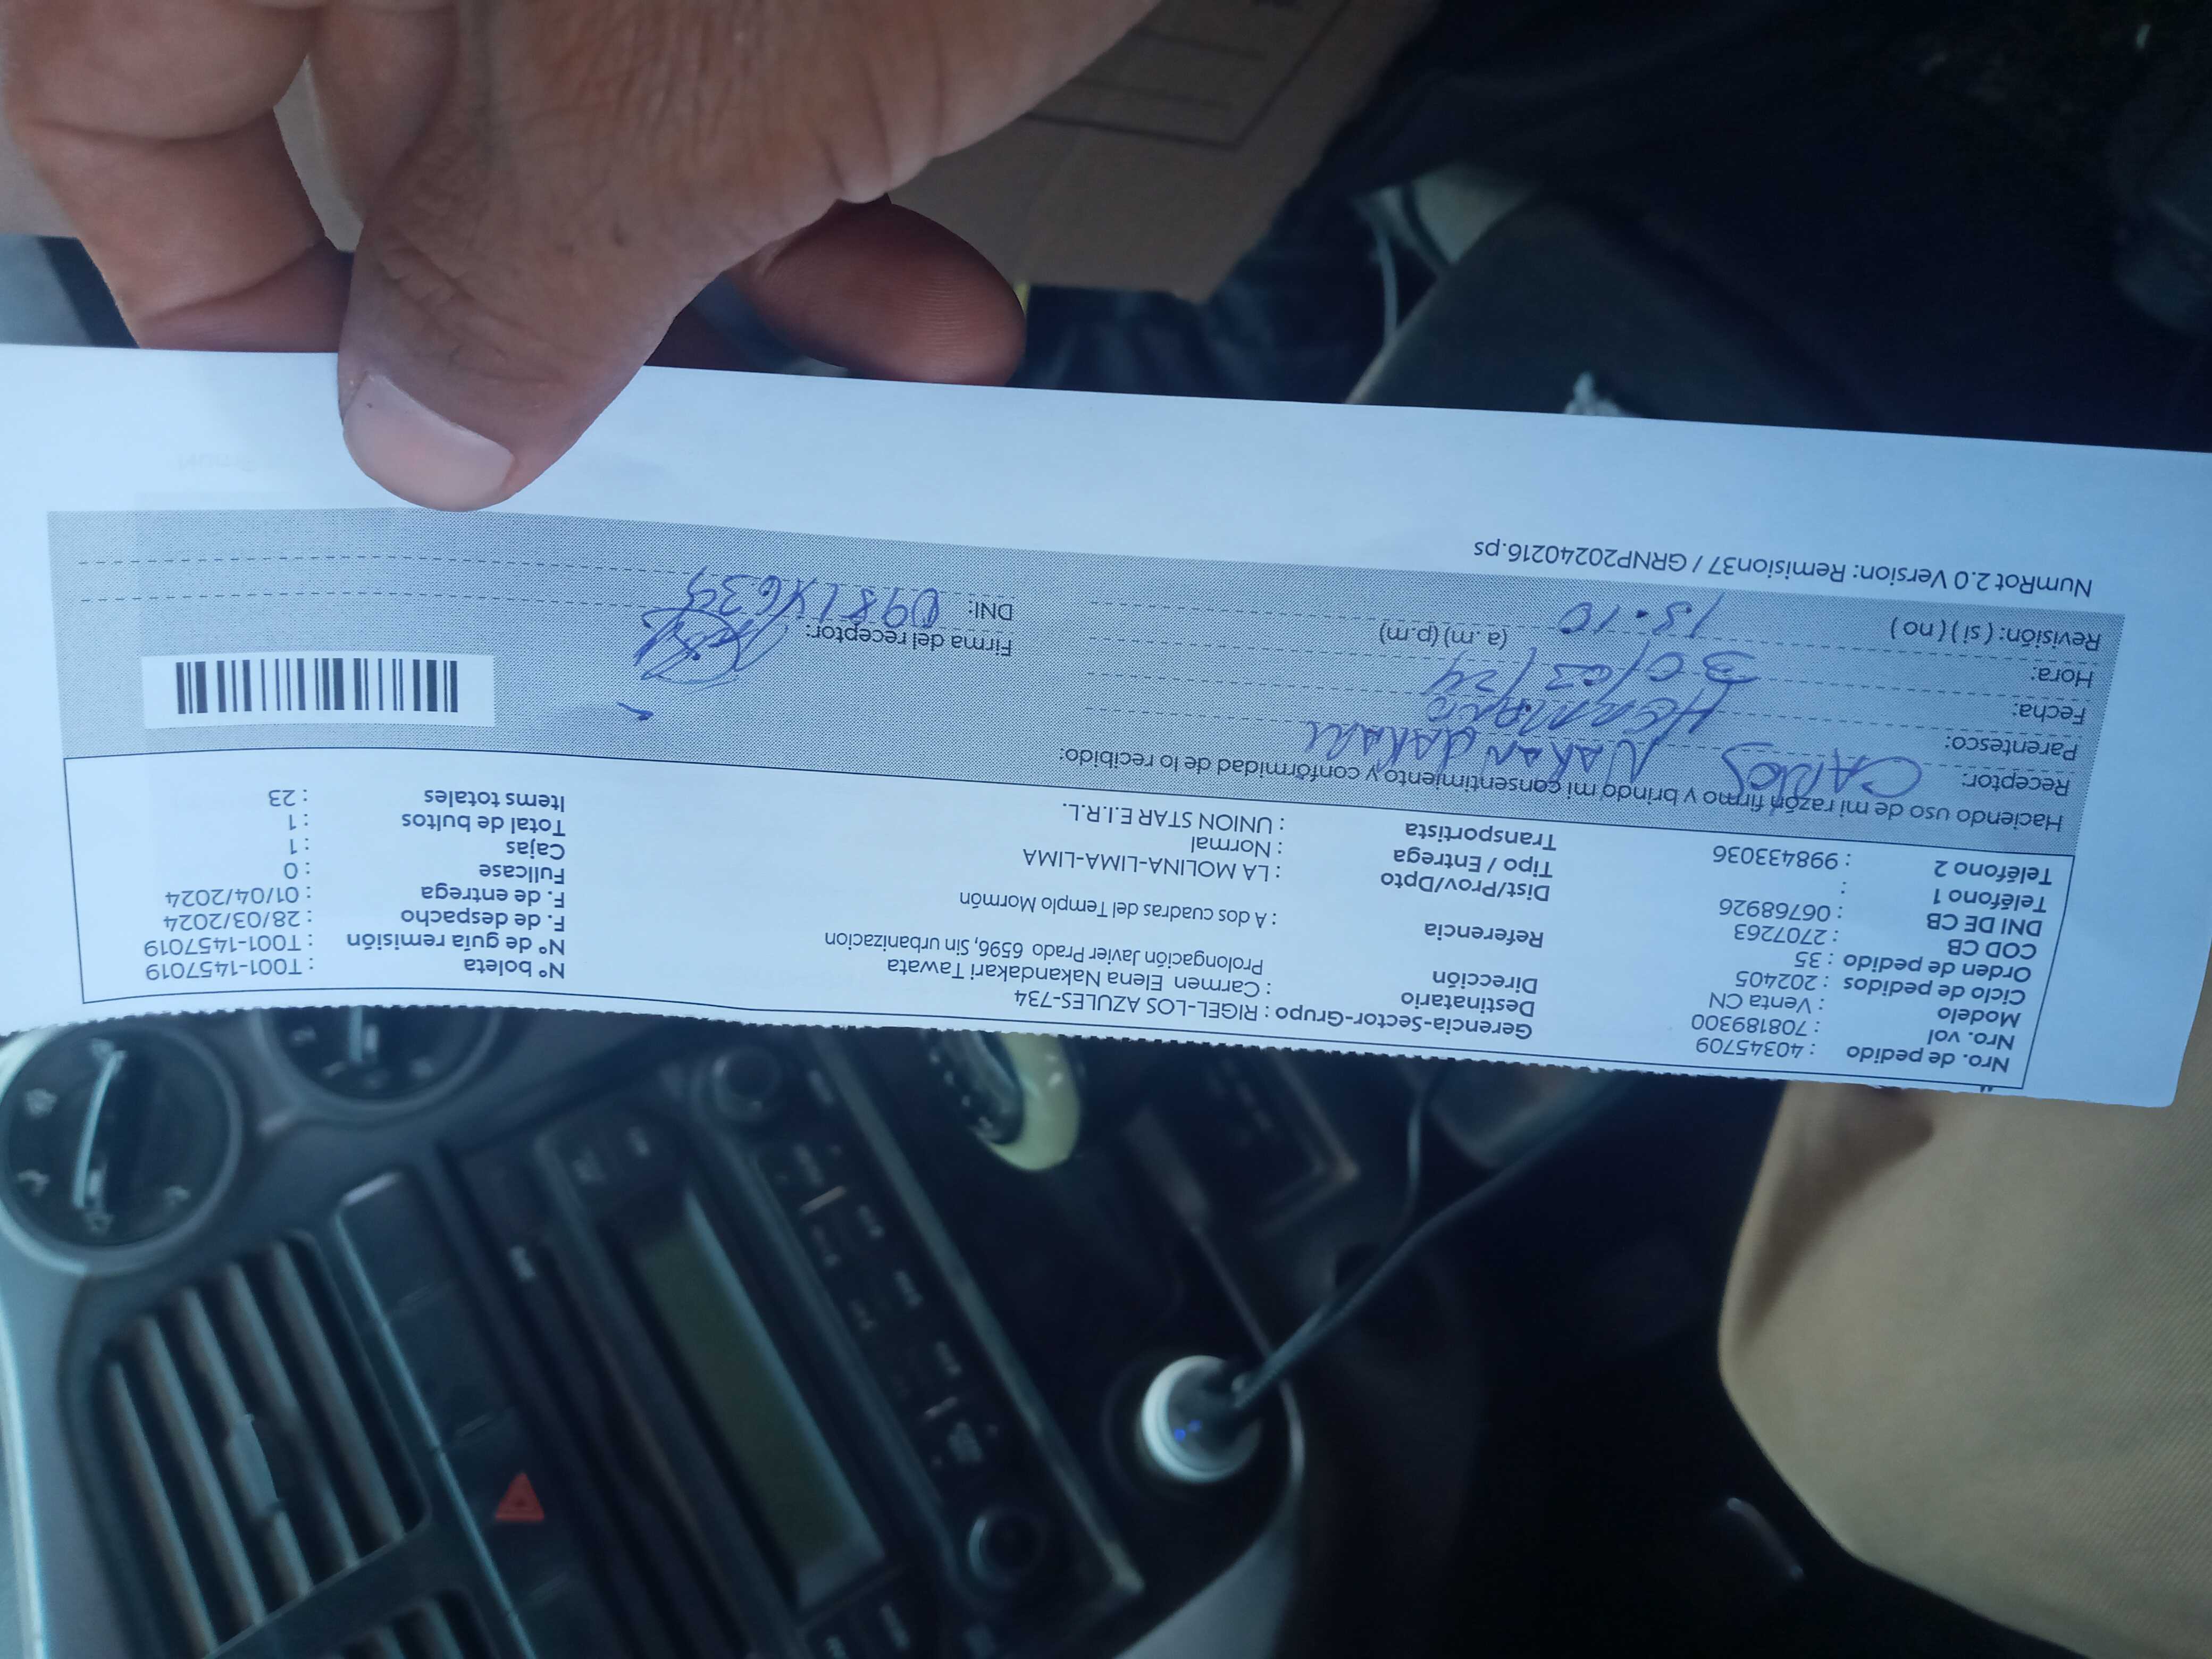 Nro. de pedido : 40345709
Nro. vol : 708189300
Modelo : Venta CN
Ciclo de pedidos : 202405
Orden de pedido : 35
COD CB : 2707263
DNI DE CB : 06768926
Teléfono 1 :
Teléfono 2 : 998433036
Gerencia-Sector-Grupo : RIGEL-LOS AZULES-734
Destinatario : Carmen Elena Nakandakari Tawata
Dirección Prolongación Javier Prado 6596, Sin urbanizacion
Referencia : A dos cuadras del Templo Mormón
Dist/Prov/Dpto : LA MOLINA-LIMA-LIMA
Tipo / Entrega : Normal
Transportista : UNION STAR E.I.R.L.
Nº boleta : T001-1457019
Nº de guía remisión : T001-1457019
F. de despacho : 28/03/2024
F. de entrega : 01/04/2024
Fullcase : 0
Cajas : 1
Total de bultos : 1
Items totales : 23
Haciendo uso de mi razón firmo y brindo mi consentimiento y conformidad de lo recibido:
Receptor: CARLOS NAKANDAKARI
Parentesco: HERMANO
Fecha: 30/03/24
Hora: 13.10 (a. m) (p.m)
Revisión: ( si ) ( no )
Firma del receptor:
DNI:
NumRot 2.0 Version: Remision37 / GRNP20240216.ps